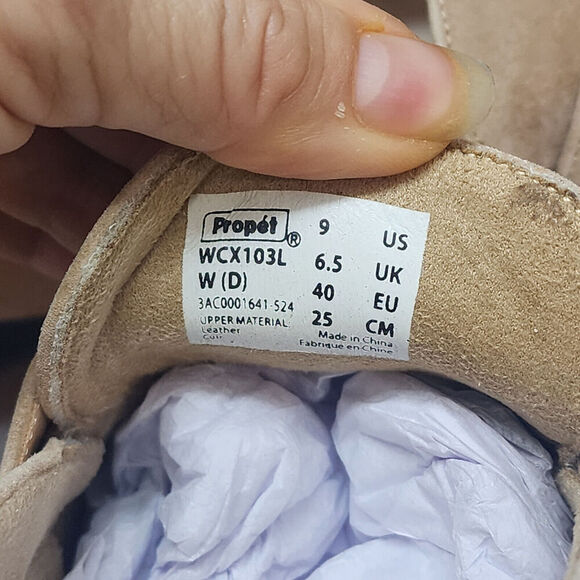 Propét ®
9 US
WCX103L
6.5 UK
W (D)
40 EU
3AC0001641-524
25 CM
UPPER MATERIAL:
Leather
Cuir
Made in China
Fabriqué en Chine